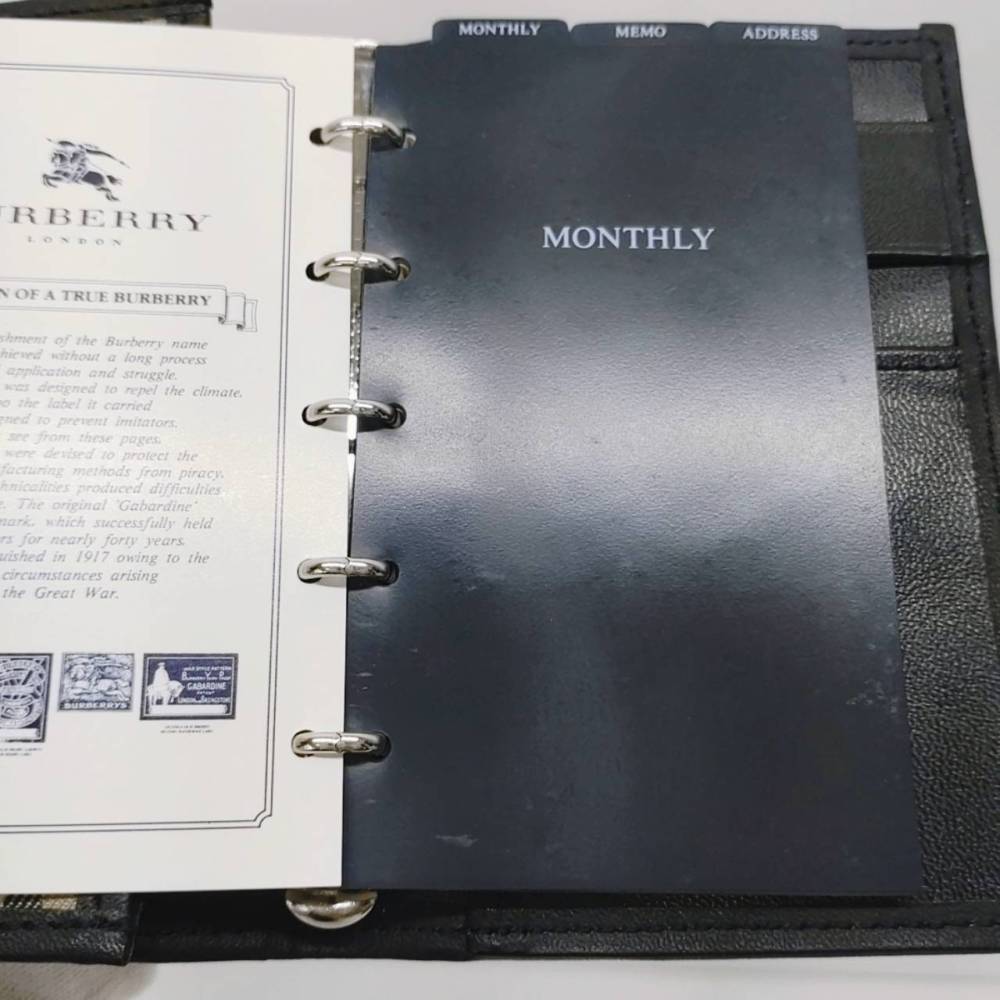 URBERRY
LONDON
N OF A TRUE BURBERRY
shment of the Burberry name
hieved without a long process
application and struggle.
was designed to repel the climate,
o the label it carried
gned to prevent imitators.
see from these pages.
were devised to protect the
facturing methods from piracy.
hnicalities produced difficulties
e. The original 'Gabardine'
mark, which successfully held
rs for nearly forty years.
uished in 1917 owing to the
circumstances arising
the Great War.
BURBERRYS
GABARDINE
MONTHLY
MEMO
ADDRESS
MONTHLY